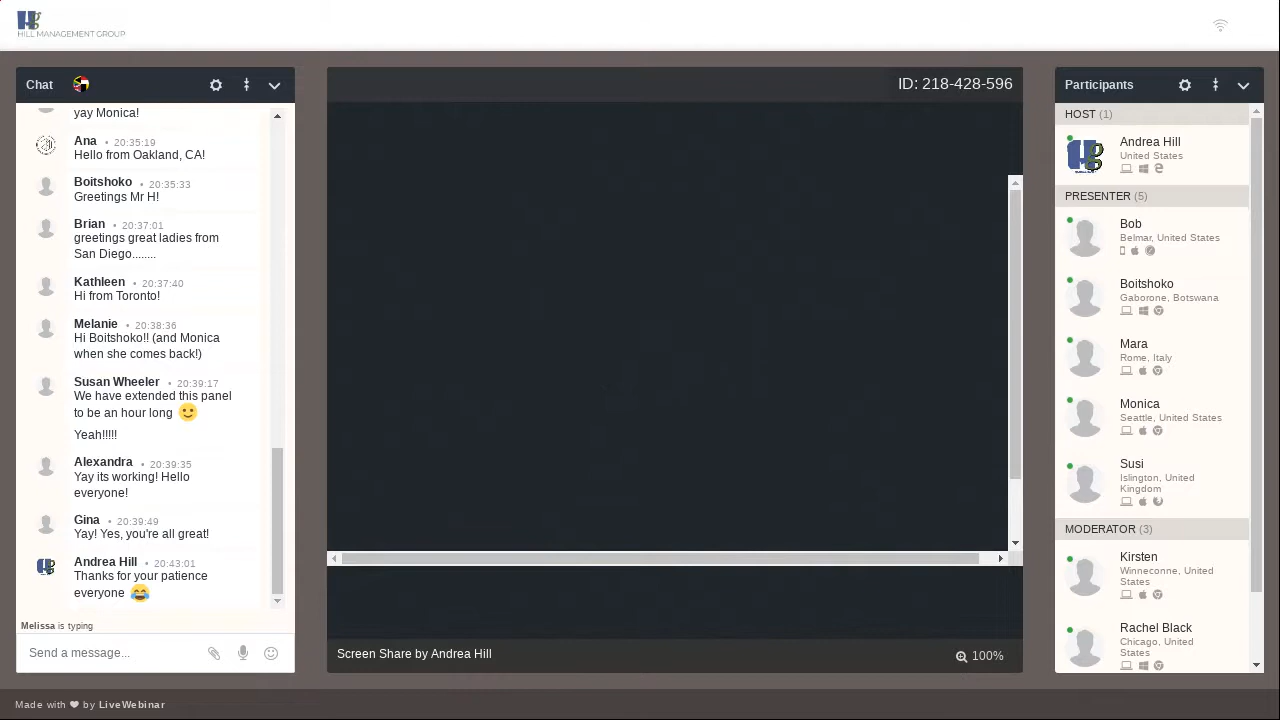 Hg
HILL MANAGEMENT GROUP
Chat
yay Monica!
Ana • 20:35:19
Hello from Oakland, CA!
Boitshoko • 20:35:33
Greetings Mr H!
Brian • 20:37:01
greetings great ladies from
San Diego........
Kathleen • 20:37:40
Hi from Toronto!
Melanie • 20:38:36
Hi Boitshoko!! (and Monica
when she comes back!)
Susan Wheeler • 20:39:17
We have extended this panel
to be an hour long 🙂
Yeah!!!!!
Alexandra • 20:39:35
Yay its working! Hello
everyone!
Gina • 20:39:49
Yay! Yes, you're all great!
Andrea Hill • 20:43:01
Thanks for your patience
everyone 😂
Melissa is typing
Send a message...
ID: 218-428-596
Screen Share by Andrea Hill
100%
Participants
HOST (1)
Andrea Hill
United States
PRESENTER (5)
Bob
Belmar, United States
Boitshoko
Gaborone, Botswana
Mara
Rome, Italy
Monica
Seattle, United States
Susi
Islington, United
Kingdom
MODERATOR (3)
Kirsten
Winneconne, United
States
Rachel Black
Chicago, United
States
Made with ❤ by LiveWebinar